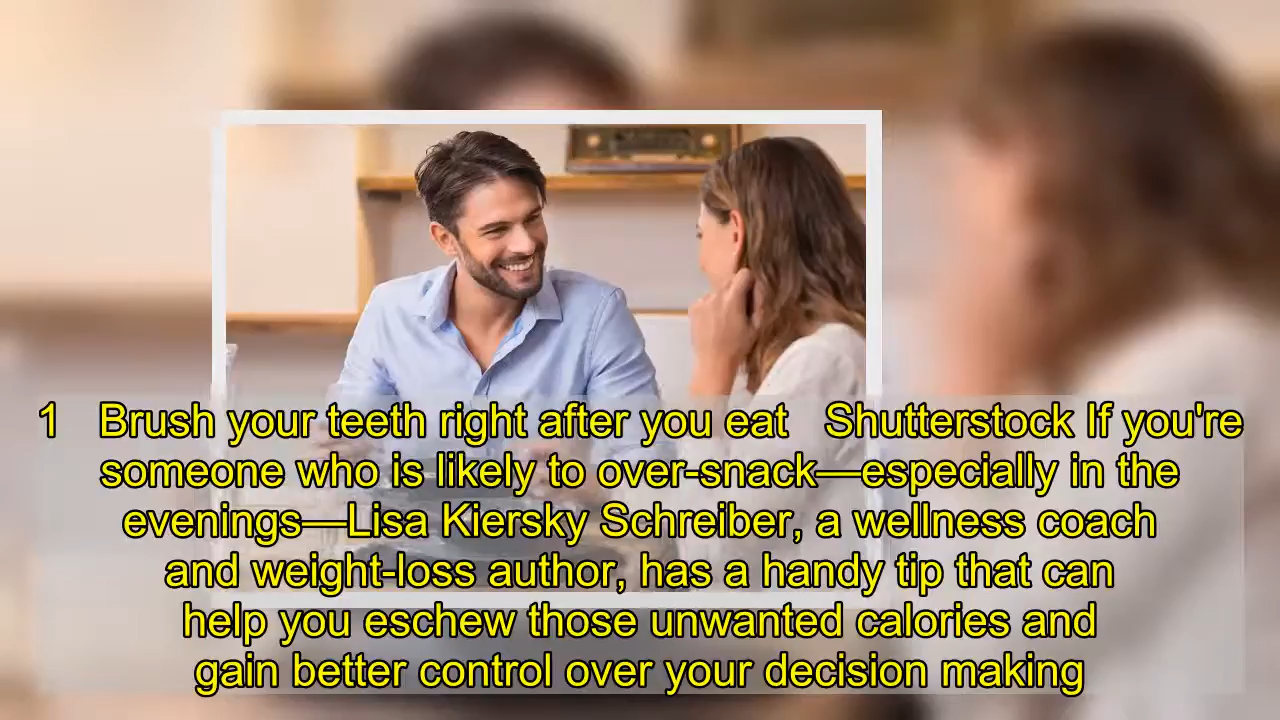 1 Brush your teeth right after you eat Shutterstock If you're
someone who is likely to over-snack—especially in the
evenings—Lisa Kiersky Schreiber, a wellness coach
and weight-loss author, has a handy tip that can
help you eschew those unwanted calories and
gain better control over your decision making